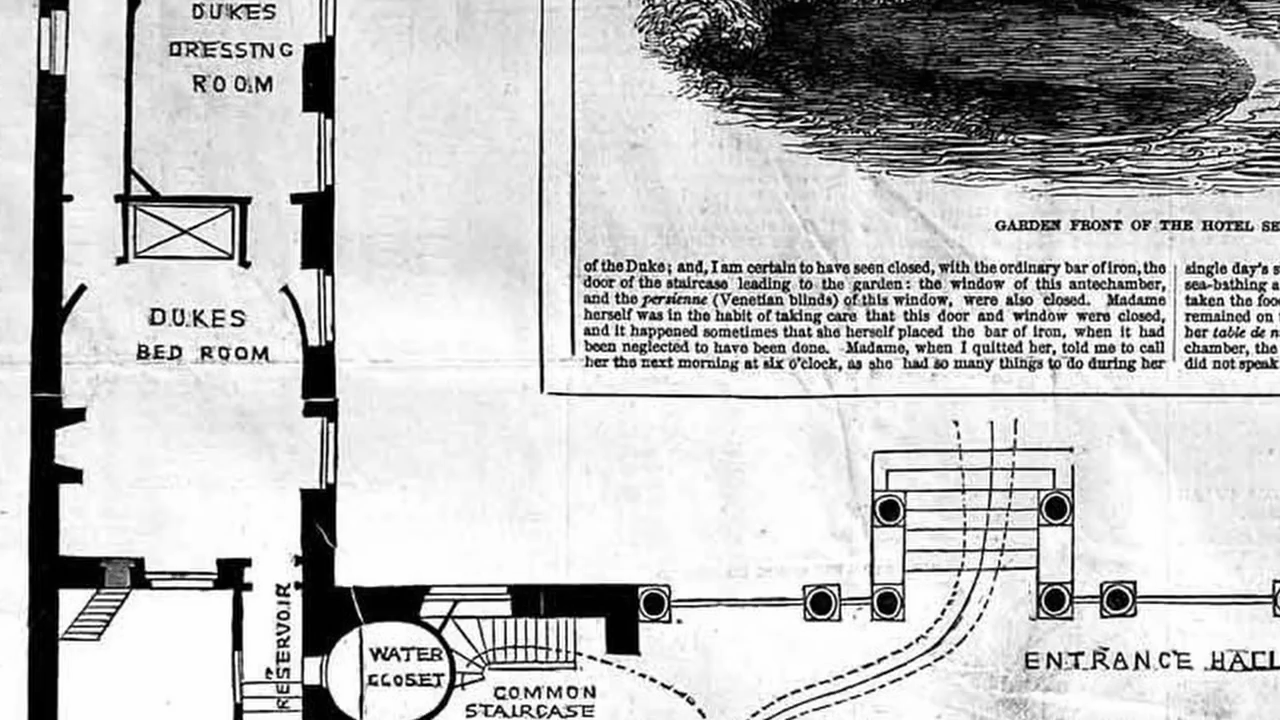 DUKES
DRESSING
ROOM
DUKES
BED ROOM
GARDEN FRONT OF THE HOTEL SE
of the Duke; and, I am certain to have seen closed, with the ordinary bar of iron, the
door of the staircase leading to the garden: the window of this antechamber,
and the persienne (Venetian blinds) of this window, were also closed. Madame
herself was in the habit of taking care that this door and window were closed,
and it happened sometimes that she herself placed the bar of iron, when it had
been neglected to have been done. Madame, when I quitted her, told me to call
her the next morning at six o'clock, as she had so many things to do during her
single day's s
sea-bathing a
taken the foo
remained on
her table de n
chamber, the
did not speak
RESERVOIR
WATER
CLOSET
COMMON
STAIRCASE
ENTRANCE HALL